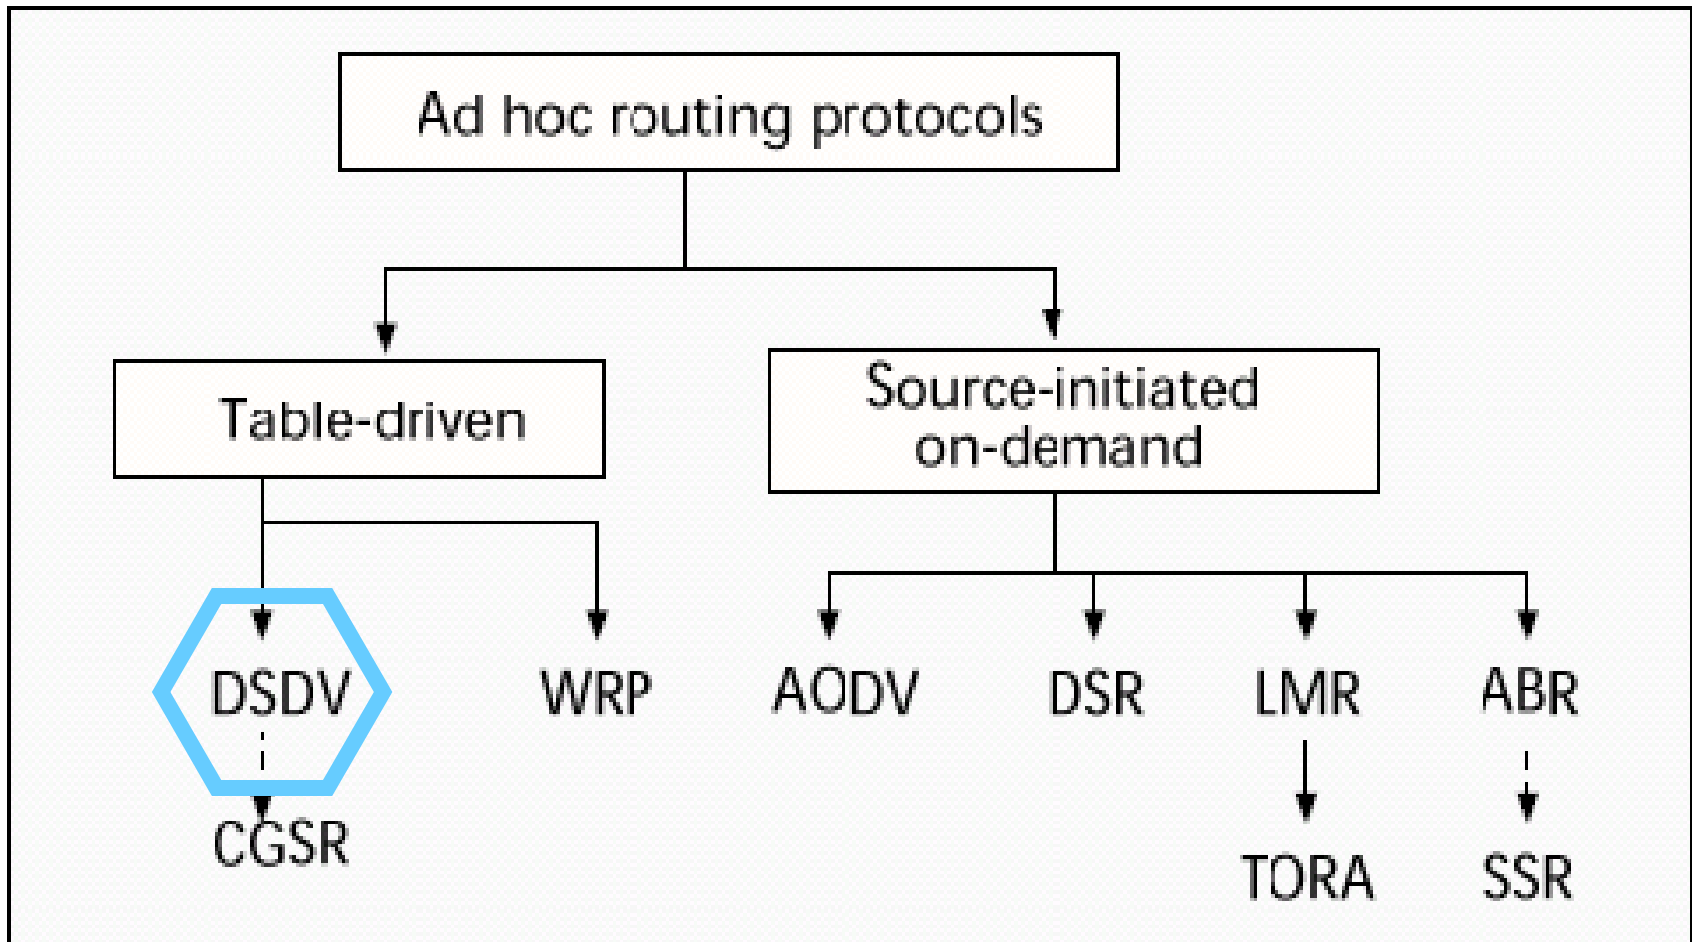 Ad hoc routing protocols
Table-driven
Source-initiated
on-demand
DSDV
WRP
AODV
DSR
LMR
ABR
CGSR
TORA
SSR